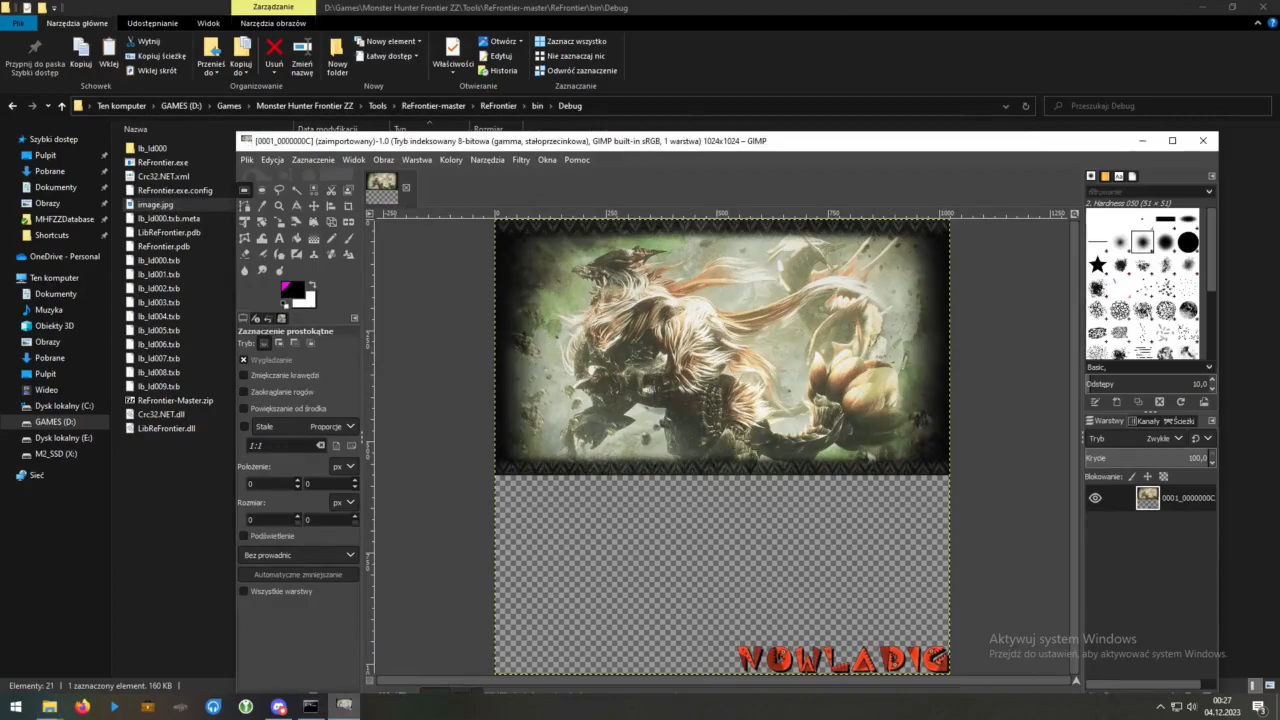 Zarządzanie
D:\Games\Monster Hunter Frontier ZZ\Tools\ReFrontier-master\ReFrontier\bin\Debug
Plik Narzędzia główne Udostępnianie Widok Narzędzia obrazów
Przypnij do paska Szybki dostęp
Kopiuj
Wklej
Wytnij
Kopiuj ścieżkę
Wklej skrót
Przenieś do
Kopiuj do
Usuń
Zmień nazwę
Nowy folder
Nowy element
Łatwy dostęp
Właściwości
Otwórz
Edytuj
Historia
Zaznacz wszystko
Nie zaznaczaj nic
Odwróć zaznaczenie
Schowek
Organizowanie
Nowy
Otwieranie
Zaznaczanie
Ten komputer GAMES (D:) Games Monster Hunter Frontier ZZ Tools ReFrontier-master ReFrontier bin Debug
Przeszukaj: Debug
Szybki dostęp
Pulpit
Pobrane
Dokumenty
Obrazy
MHFZZDatabase
Shortcuts
OneDrive - Personal
Ten komputer
Dokumenty
Muzyka
Obiekty 3D
Obrazy
Pobrane
Pulpit
Wideo
Dysk lokalny (C:)
GAMES (D:)
Dysk lokalny (E:)
M2_SSD (X:)
Sieć
Nazwa
Data modyfikacji
Typ
Rozmiar
lb_ld000
ReFrontier.exe
Crc32.NET.xml
ReFrontier.exe.config
image.jpg
lb_ld000.txb.meta
LibReFrontier.pdb
ReFrontier.pdb
lb_ld000.txb
lb_ld001.txb
lb_ld002.txb
lb_ld003.txb
lb_ld004.txb
lb_ld005.txb
lb_ld006.txb
lb_ld007.txb
lb_ld008.txb
lb_ld009.txb
ReFrontier-Master.zip
Crc32.NET.dll
LibReFrontier.dll
[0001_0000000C] (zaimportowany)-1.0 (Tryb indeksowany 8-bitowa (gamma, stałoprzecinkowa), GIMP built-in sRGB, 1 warstwa) 1024x1024 – GIMP
Plik Edycja Zaznaczenie Widok Obraz Warstwa Kolory Narzędzia Filtry Okna Pomoc
-250 0 250 500 750 1000 1250
Zaznaczenie prostokątne
Tryb:
Wygładzanie
Zmiękczanie krawędzi
Zaokrąglanie rogów
Powiększanie od środka
Stałe Proporcje
1:1
Położenie: px
0 0
Rozmiar: px
0 0
Podświetlenie
Bez prowadnic
Automatyczne zmniejszanie
Wszystkie warstwy
filtrowanie
2. Hardness 050 (51 × 51)
Basic,
Odstępy 10,0
Warstwy Kanały Ścieżki
Tryb Zwykłe
Krycie 100,0
Blokowanie:
0001_0000000C
NOWLADIG
Aktywuj system Windows
Przejdź do ustawień, aby aktywować system Windows.
Elementy: 21 1 zaznaczony element. 160 KB
00:27
04.12.2023